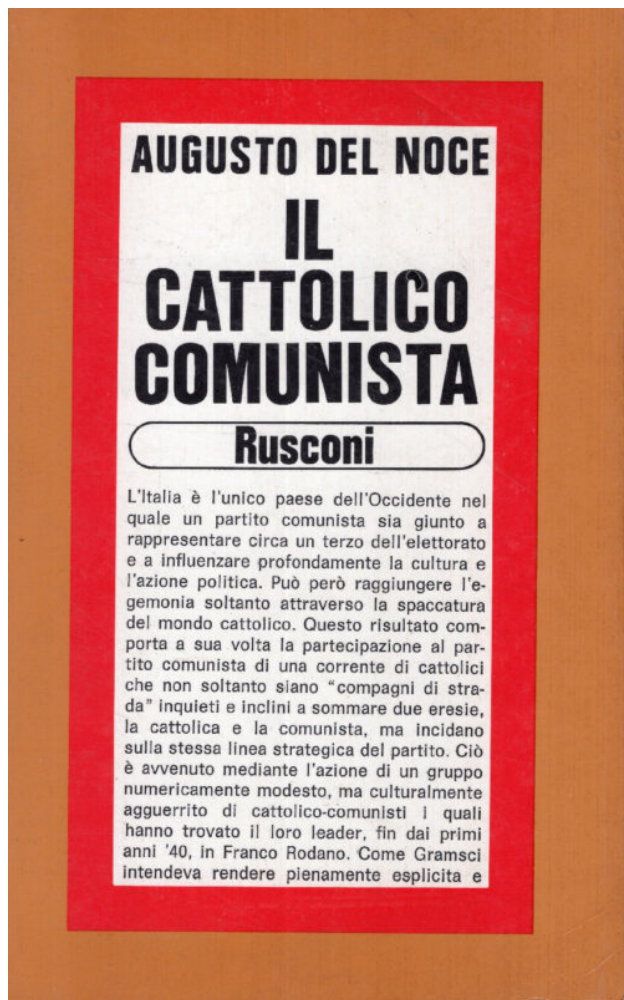 AUGUSTO DEL NOCE
IL
CATTOLICO
COMUNISTA
Rusconi
L'Italia è l'unico paese dell'Occidente nel
quale un partito comunista sia giunto a
rappresentare circa un terzo dell'elettorato
e a influenzare profondamente la cultura e
l'azione politica. Può però raggiungere l'e-
gemonia soltanto attraverso la spaccatura
del mondo cattolico. Questo risultato com-
porta a sua volta la partecipazione al par-
tito comunista di una corrente di cattolici
che non soltanto siano "compagni di stra-
da" inquieti e inclini a sommare due eresie,
la cattolica e la comunista, ma incidano
sulla stessa linea strategica del partito. Ciò
è avvenuto mediante l'azione di un gruppo
numericamente modesto, ma culturalmente
agguerrito di cattolico-comunisti i quali
hanno trovato il loro leader, fin dai primi
anni '40, in Franco Rodano. Come Gramsci
intendeva rendere pienamente esplicita e